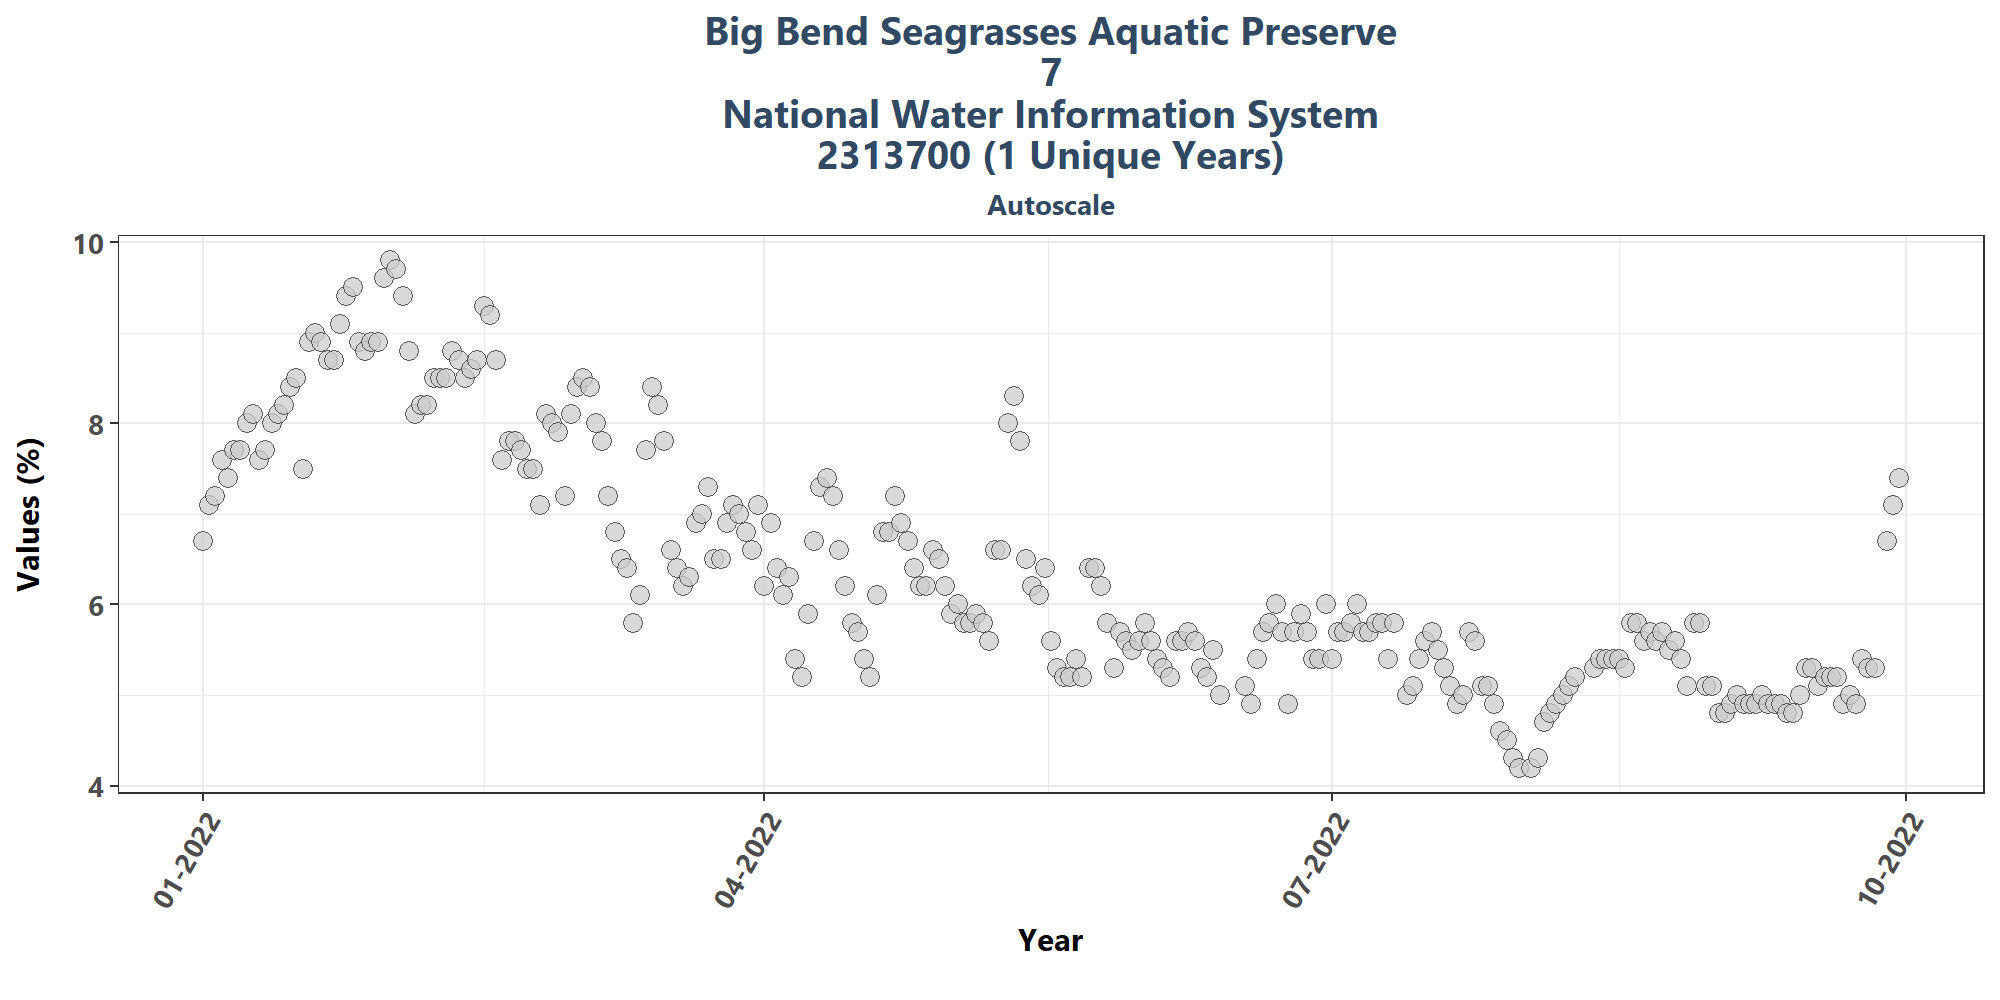 Big Bend Seagrasses Aquatic Preserve
7
National Water Information System
2313700 (1 Unique Years)
Autoscale
10
8
6
4
Values (%)
01-2022
04-2022
07-2022
10-2022
Year